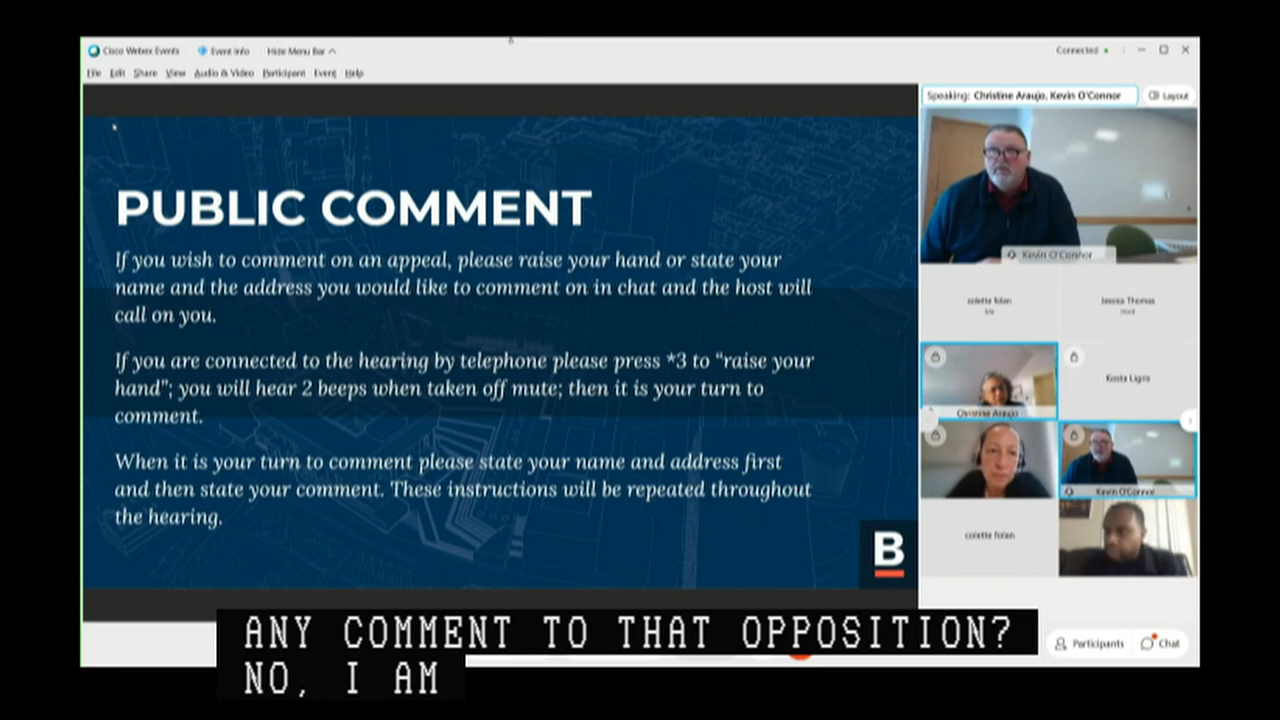 Cisco Webex Events
Event Info
Hide Menu Bar
Connected
File Edit Share View Audio & Video Participant Event Help
Speaking: Christine Araujo, Kevin O'Connor
Layout
PUBLIC COMMENT
If you wish to comment on an appeal, please raise your hand or state your
name and the address you would like to comment on in chat and the host will
call on you.
If you are connected to the hearing by telephone please press *3 to “raise your
hand”; you will hear 2 beeps when taken off mute; then it is your turn to
comment.
When it is your turn to comment please state your name and address first
and then state your comment. These instructions will be repeated throughout
the hearing.
B
Kevin O'Connor
colette folan
Me
Jessica Thomas
Host
Christine Araujo
Kosta Ligris
Kevin O'Connor
colette folan
Participants
Chat
ANY COMMENT TO THAT OPPOSITION?
NO, I AM